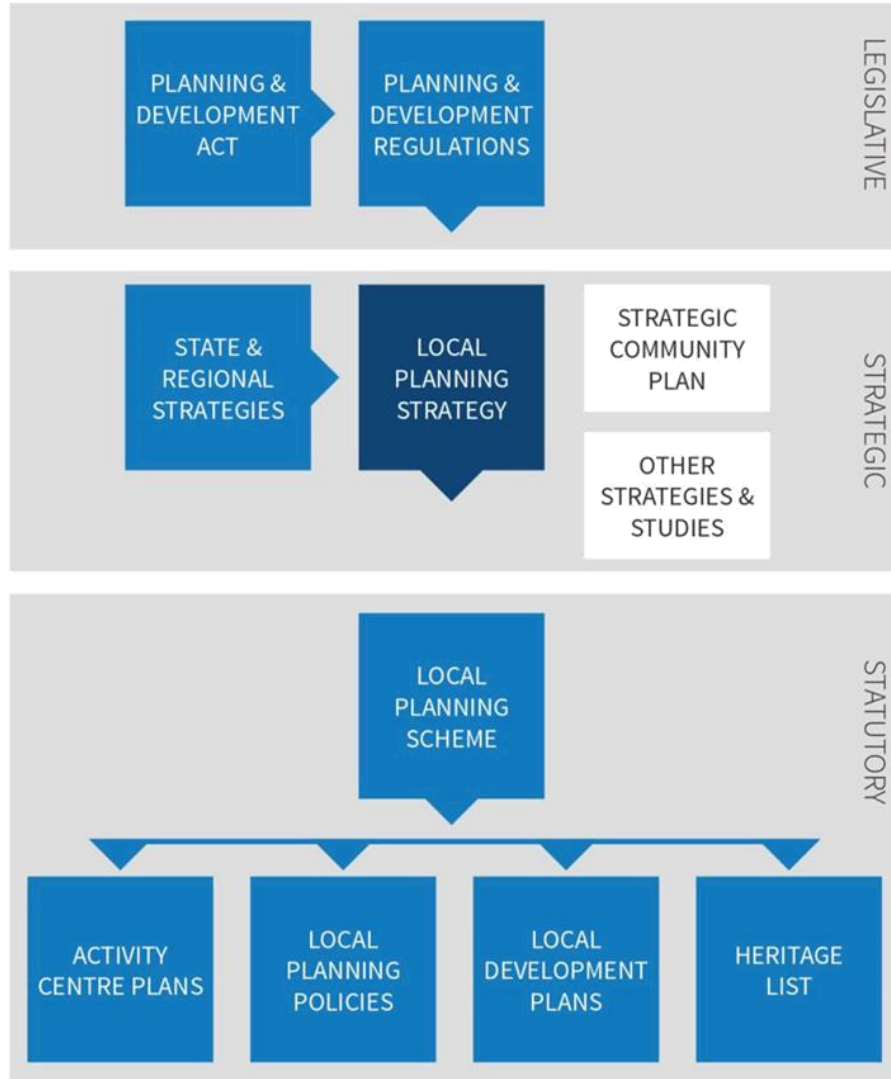 PLANNING &
DEVELOPMENT
ACT
PLANNING &
DEVELOPMENT
REGULATIONS
LEGISLATIVE
STATE &
REGIONAL
STRATEGIES
LOCAL
PLANNING
STRATEGY
STRATEGIC
COMMUNITY
PLAN
OTHER
STRATEGIES &
STUDIES
STRATEGIC
LOCAL
PLANNING
SCHEME
STATUTORY
ACTIVITY
CENTRE PLANS
LOCAL
PLANNING
POLICIES
LOCAL
DEVELOPMENT
PLANS
HERITAGE
LIST